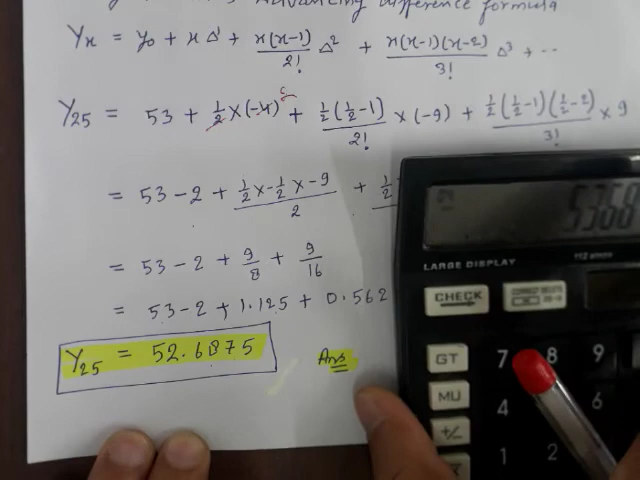 Advancing Difference formula
Yx = y0 + xΔ¹ + x(x-1)/2! Δ² + x(x-1)(x-2)/3! Δ³ + ...
Y25 = 53 + 1/2 × (-4) + 1/2(1/2-1)/2! × (-9) + 1/2(1/2-1)(1/2-2)/3! × 9
= 53 - 2 + 1/2 × -1/2 × -9 / 2 + 1/2
= 53 - 2 + 9/8 + 9/16
= 53 - 2 + 1.125 + 0.562
Y25 = 52.6875 Ans
5368
LARGE DISPLAY
CHECK
CORRECT
GT 7 8 9
MU 4 6
+/- 1 2